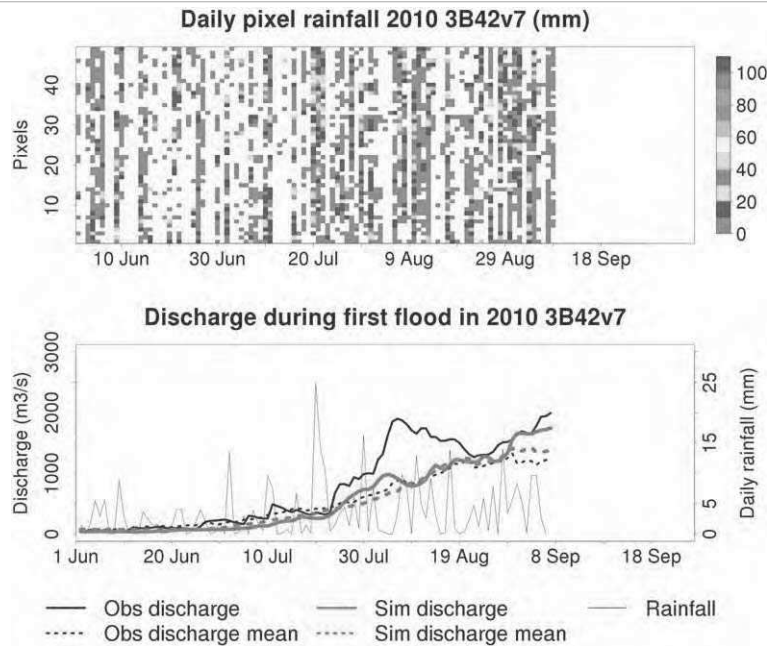 Daily pixel rainfall 2010 3B42v7 (mm)
Pixels
40
30
20
10
10 Jun 30 Jun 20 Jul 9 Aug 29 Aug 18 Sep
100
80
60
40
20
0
Discharge during first flood in 2010 3B42v7
Discharge (m3/s)
3000
2000
1000
0
1 Jun 20 Jun 10 Jul 30 Jul 19 Aug 8 Sep 18 Sep
25
15
5
0
Daily rainfall (mm)
Obs discharge Sim discharge Rainfall
Obs discharge mean Sim discharge mean